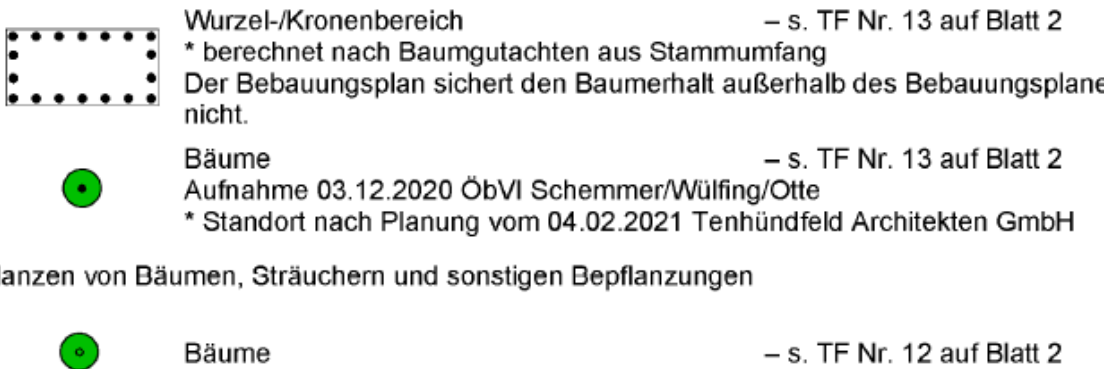 Wurzel-/Kronenbereich – s. TF Nr. 13 auf Blatt 2
* berechnet nach Baumgutachten aus Stammumfang
Der Bebauungsplan sichert den Baumerhalt außerhalb des Bebauungsplane
nicht.
Bäume – s. TF Nr. 13 auf Blatt 2
Aufnahme 03.12.2020 ÖbVI Schemmer/Wülfing/Otte
* Standort nach Planung vom 04.02.2021 Tenhündfeld Architekten GmbH
lanzen von Bäumen, Sträuchern und sonstigen Bepflanzungen
Bäume – s. TF Nr. 12 auf Blatt 2